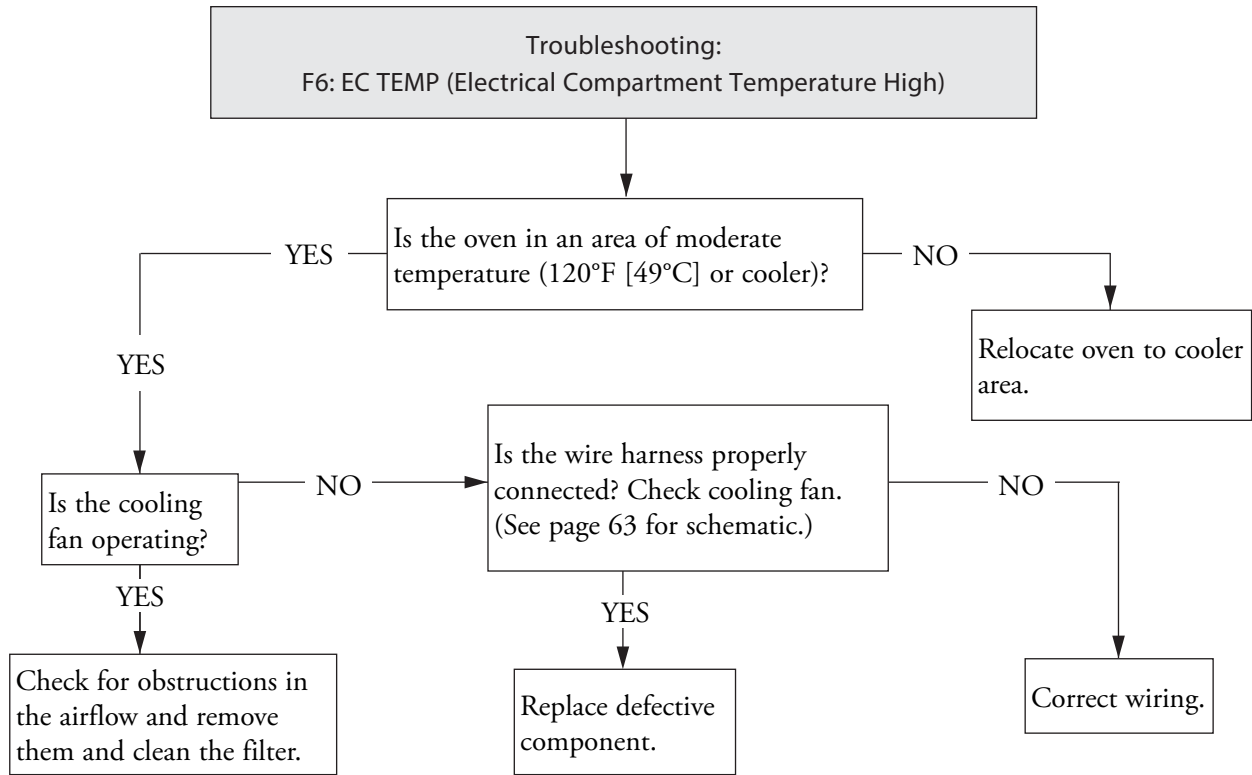 Troubleshooting:
F6: EC TEMP (Electrical Compartment Temperature High)
Is the oven in an area of moderate
temperature (120°F [49°C] or cooler)?
YES
NO
Relocate oven to cooler
area.
YES
Is the cooling
fan operating?
NO
Is the wire harness properly
connected? Check cooling fan.
(See page 63 for schematic.)
NO
YES
YES
Check for obstructions in
the airflow and remove
them and clean the filter.
Replace defective
component.
Correct wiring.